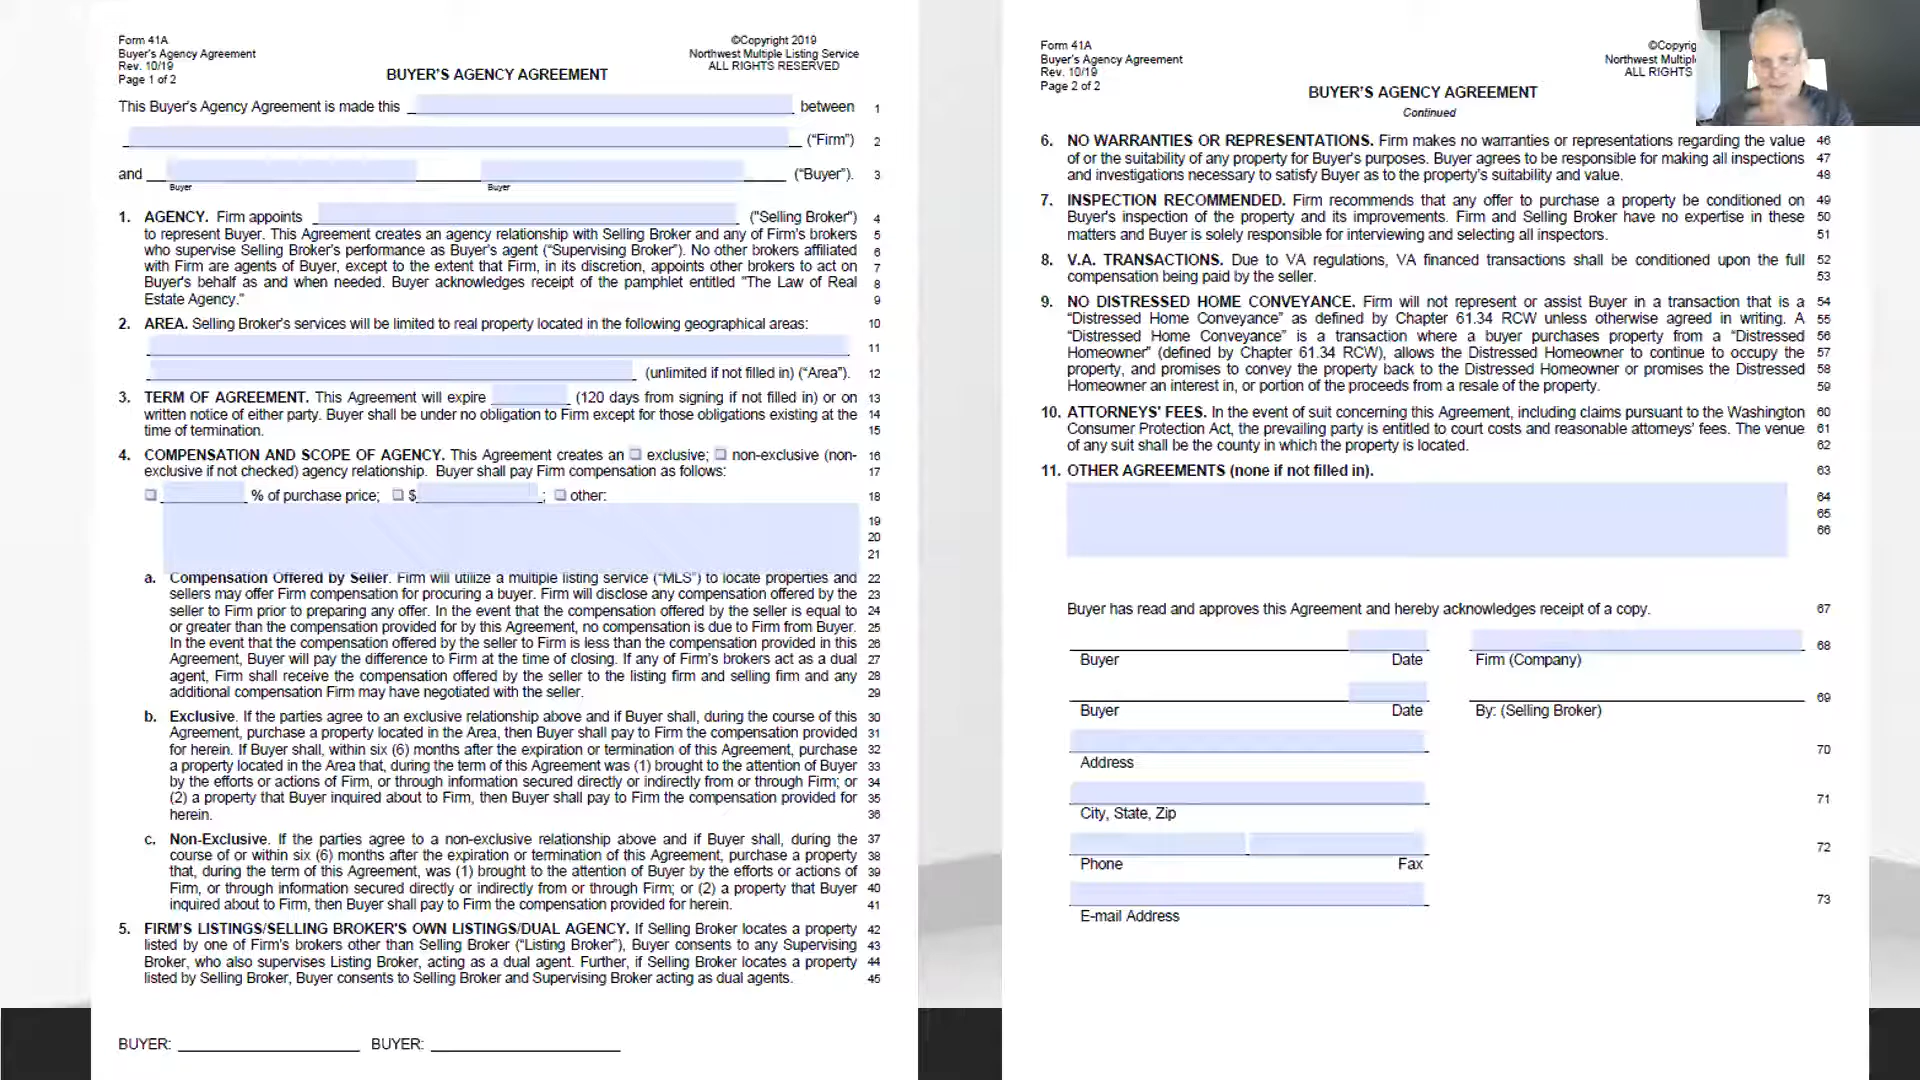 Form 41A
Buyer's Agency Agreement
Rev. 10/19
Page 1 of 2
©Copyright 2019
Northwest Multiple Listing Service
ALL RIGHTS RESERVED
BUYER'S AGENCY AGREEMENT
This Buyer's Agency Agreement is made this between 1
("Firm") 2
and ("Buyer"). 3
Buyer Buyer
1. AGENCY. Firm appoints ("Selling Broker") 4
to represent Buyer. This Agreement creates an agency relationship with Selling Broker and any of Firm's brokers 5
who supervise Selling Broker's performance as Buyer's agent ("Supervising Broker"). No other brokers affiliated 6
with Firm are agents of Buyer, except to the extent that Firm, in its discretion, appoints other brokers to act on 7
Buyer's behalf as and when needed. Buyer acknowledges receipt of the pamphlet entitled "The Law of Real 8
Estate Agency." 9
2. AREA. Selling Broker's services will be limited to real property located in the following geographical areas: 10
11
(unlimited if not filled in) ("Area"). 12
3. TERM OF AGREEMENT. This Agreement will expire (120 days from signing if not filled in) or on 13
written notice of either party. Buyer shall be under no obligation to Firm except for those obligations existing at the 14
time of termination. 15
4. COMPENSATION AND SCOPE OF AGENCY. This Agreement creates an ❑ exclusive; ❑ non-exclusive (non- 16
exclusive if not checked) agency relationship. Buyer shall pay Firm compensation as follows: 17
❑ % of purchase price; ❑ $ ; ❑ other: 18
19
20
21
a. Compensation Offered by Seller. Firm will utilize a multiple listing service ("MLS") to locate properties and 22
sellers may offer Firm compensation for procuring a buyer. Firm will disclose any compensation offered by the 23
seller to Firm prior to preparing any offer. In the event that the compensation offered by the seller is equal to 24
or greater than the compensation provided for by this Agreement, no compensation is due to Firm from Buyer. 25
In the event that the compensation offered by the seller to Firm is less than the compensation provided in this 26
Agreement, Buyer will pay the difference to Firm at the time of closing. If any of Firm's brokers act as a dual 27
agent, Firm shall receive the compensation offered by the seller to the listing firm and selling firm and any 28
additional compensation Firm may have negotiated with the seller. 29
b. Exclusive. If the parties agree to an exclusive relationship above and if Buyer shall, during the course of this 30
Agreement, purchase a property located in the Area, then Buyer shall pay to Firm the compensation provided 31
for herein. If Buyer shall, within six (6) months after the expiration or termination of this Agreement, purchase 32
a property located in the Area that, during the term of this Agreement was (1) brought to the attention of Buyer 33
by the efforts or actions of Firm, or through information secured directly or indirectly from or through Firm; or 34
(2) a property that Buyer inquired about to Firm, then Buyer shall pay to Firm the compensation provided for 35
herein. 36
c. Non-Exclusive. If the parties agree to a non-exclusive relationship above and if Buyer shall, during the 37
course of or within six (6) months after the expiration or termination of this Agreement, purchase a property 38
that, during the term of this Agreement, was (1) brought to the attention of Buyer by the efforts or actions of 39
Firm, or through information secured directly or indirectly from or through Firm; or (2) a property that Buyer 40
inquired about to Firm, then Buyer shall pay to Firm the compensation provided for herein. 41
5. FIRM'S LISTINGS/SELLING BROKER'S OWN LISTINGS/DUAL AGENCY. If Selling Broker locates a property 42
listed by one of Firm's brokers other than Selling Broker ("Listing Broker"), Buyer consents to any Supervising 43
Broker, who also supervises Listing Broker, acting as a dual agent. Further, if Selling Broker locates a property 44
listed by Selling Broker, Buyer consents to Selling Broker and Supervising Broker acting as dual agents. 45
BUYER: BUYER:
Form 41A
Buyer's Agency Agreement
Rev. 10/19
Page 2 of 2
©Copyrig
Northwest Multipl
ALL RIGHTS
BUYER'S AGENCY AGREEMENT
Continued
6. NO WARRANTIES OR REPRESENTATIONS. Firm makes no warranties or representations regarding the value 46
of or the suitability of any property for Buyer's purposes. Buyer agrees to be responsible for making all inspections 47
and investigations necessary to satisfy Buyer as to the property's suitability and value. 48
7. INSPECTION RECOMMENDED. Firm recommends that any offer to purchase a property be conditioned on 49
Buyer's inspection of the property and its improvements. Firm and Selling Broker have no expertise in these 50
matters and Buyer is solely responsible for interviewing and selecting all inspectors. 51
8. V.A. TRANSACTIONS. Due to VA regulations, VA financed transactions shall be conditioned upon the full 52
compensation being paid by the seller. 53
9. NO DISTRESSED HOME CONVEYANCE. Firm will not represent or assist Buyer in a transaction that is a 54
"Distressed Home Conveyance" as defined by Chapter 61.34 RCW unless otherwise agreed in writing. A 55
"Distressed Home Conveyance" is a transaction where a buyer purchases property from a "Distressed 56
Homeowner" (defined by Chapter 61.34 RCW), allows the Distressed Homeowner to continue to occupy the 57
property, and promises to convey the property back to the Distressed Homeowner or promises the Distressed 58
Homeowner an interest in, or portion of the proceeds from a resale of the property. 59
10. ATTORNEYS' FEES. In the event of suit concerning this Agreement, including claims pursuant to the Washington 60
Consumer Protection Act, the prevailing party is entitled to court costs and reasonable attorneys' fees. The venue 61
of any suit shall be the county in which the property is located. 62
11. OTHER AGREEMENTS (none if not filled in). 63
64
65
66
Buyer has read and approves this Agreement and hereby acknowledges receipt of a copy. 67
68
Buyer Date Firm (Company)
69
Buyer Date By: (Selling Broker)
70
Address
71
City, State, Zip
72
Phone Fax
73
E-mail Address